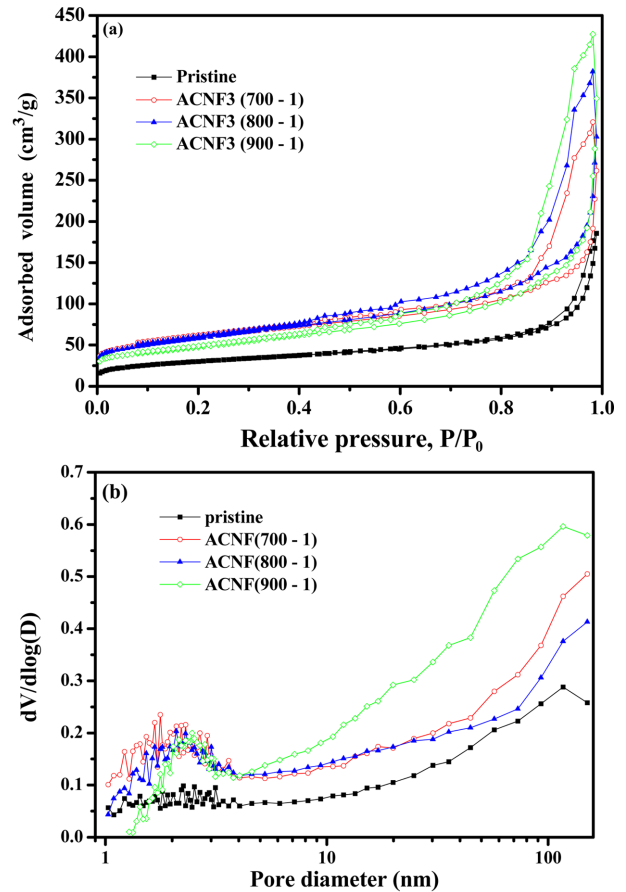 (a)
Pristine
ACNF3 (700 - 1)
ACNF3 (800 - 1)
ACNF3 (900 - 1)
Adsorbed volume (cm³/g)
450
400
350
300
250
200
150
100
50
0
0.0 0.2 0.4 0.6 0.8 1.0
Relative pressure, P/P₀
(b)
pristine
ACNF(700 - 1)
ACNF(800 - 1)
ACNF(900 - 1)
dV/dlog(D)
0.7
0.6
0.5
0.4
0.3
0.2
0.1
0.0
1 10 100
Pore diameter (nm)